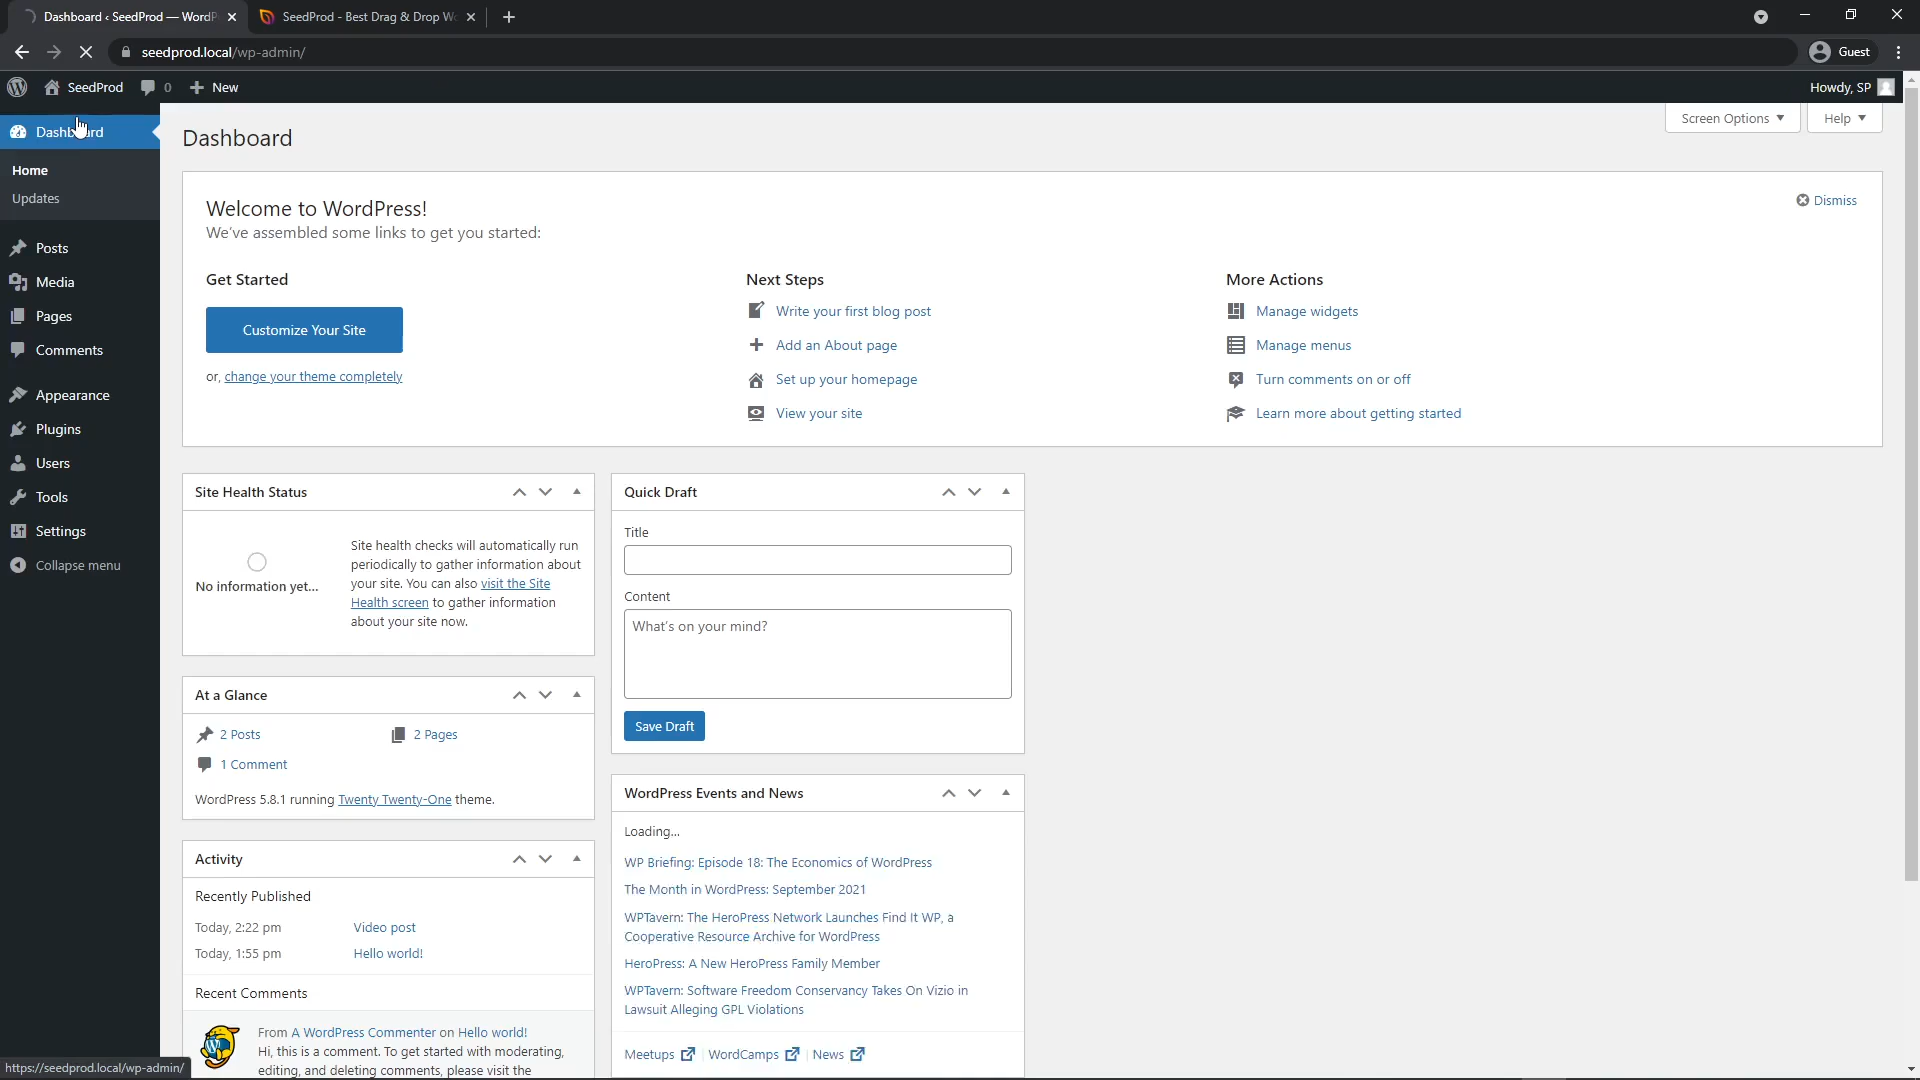 Dashboard ‹ SeedProd — WordP
SeedProd - Best Drag & Drop Wo
seedprod.local/wp-admin/
Guest
SeedProd
0
New
Howdy, SP
Dashboard
Home
Updates
Posts
Media
Pages
Comments
Appearance
Plugins
Users
Tools
Settings
Collapse menu
Dashboard
Screen Options
Help
Welcome to WordPress!
We've assembled some links to get you started:
Dismiss
Get Started
Customize Your Site
or, change your theme completely
Next Steps
Write your first blog post
Add an About page
Set up your homepage
View your site
More Actions
Manage widgets
Manage menus
Turn comments on or off
Learn more about getting started
Site Health Status
No information yet...
Site health checks will automatically run
periodically to gather information about
your site. You can also visit the Site
Health screen to gather information
about your site now.
At a Glance
2 Posts
2 Pages
1 Comment
WordPress 5.8.1 running Twenty Twenty-One theme.
Activity
Recently Published
Today, 2:22 pm
Video post
Today, 1:55 pm
Hello world!
Recent Comments
From A WordPress Commenter on Hello world!
Hi, this is a comment. To get started with moderating,
editing, and deleting comments, please visit the
Quick Draft
Title
Content
What's on your mind?
Save Draft
WordPress Events and News
Loading...
WP Briefing: Episode 18: The Economics of WordPress
The Month in WordPress: September 2021
WPTavern: The HeroPress Network Launches Find It WP, a
Cooperative Resource Archive for WordPress
HeroPress: A New HeroPress Family Member
WPTavern: Software Freedom Conservancy Takes On Vizio in
Lawsuit Alleging GPL Violations
Meetups
WordCamps
News
https://seedprod.local/wp-admin/